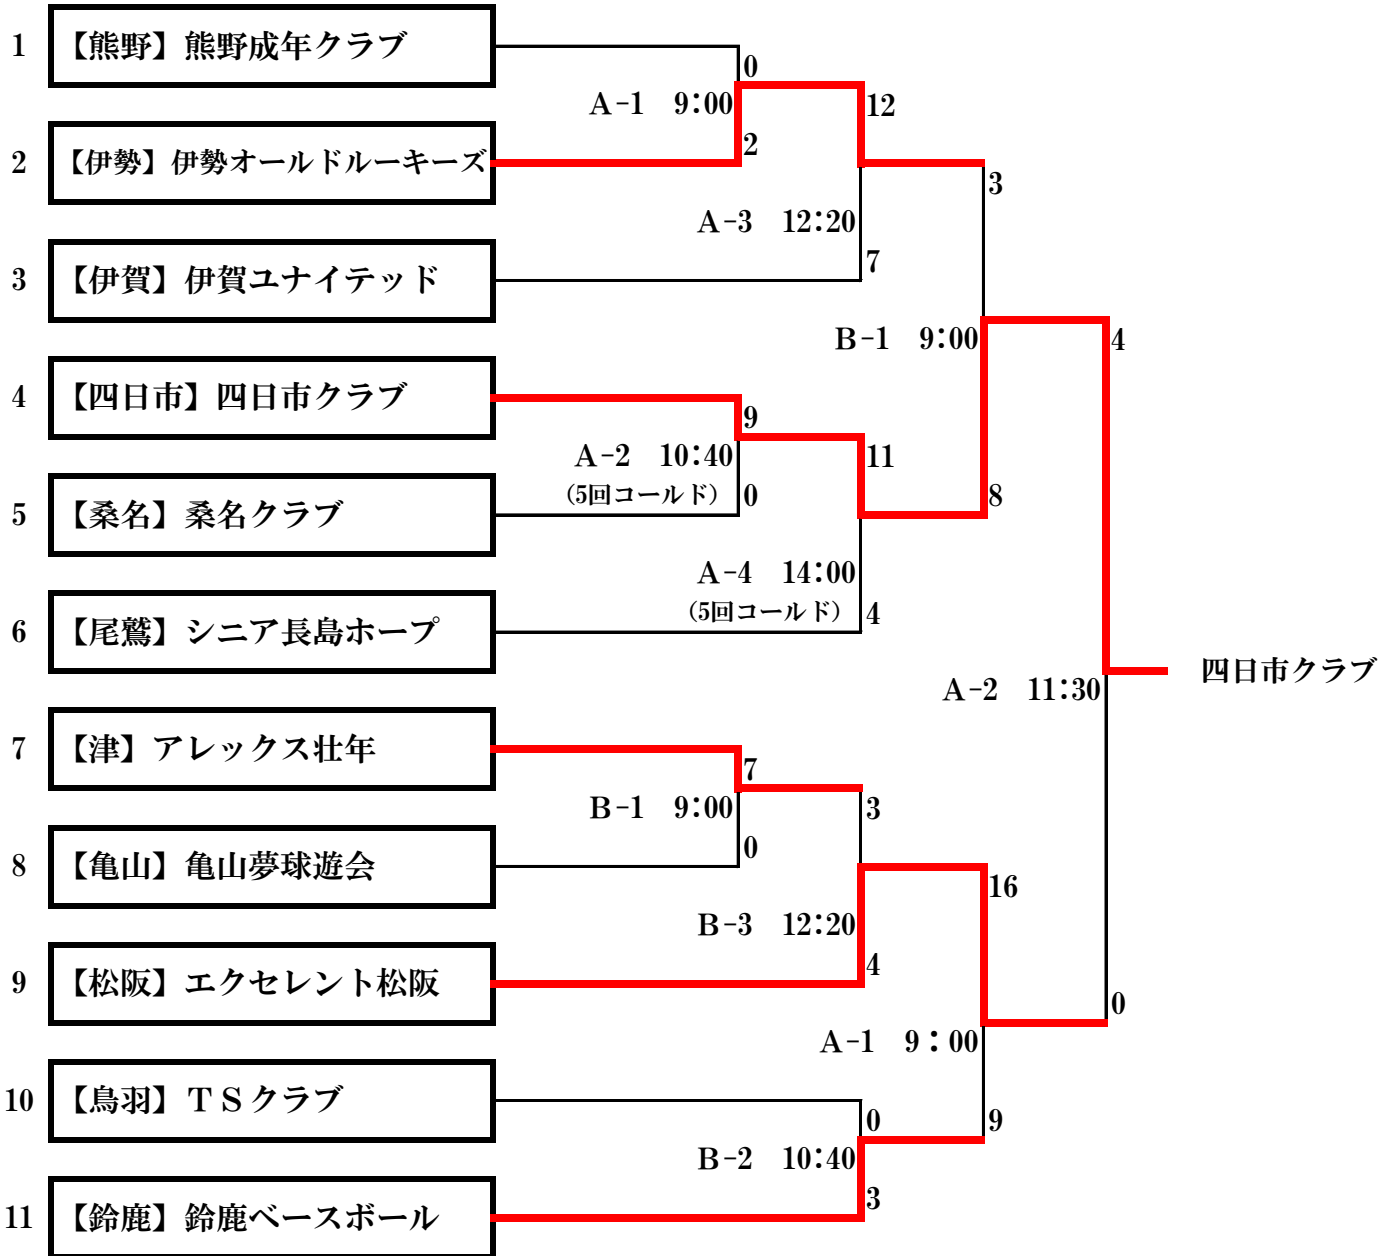 1 【熊野】熊野成年クラブ
0
A-1 9:00
12
2 【伊勢】伊勢オールドルーキーズ
2
3
A-3 12:20
7
3 【伊賀】伊賀ユナイテッド
B-1 9:00
4
4 【四日市】四日市クラブ
9
A-2 10:40
11
(5回コールド)
0
8
5 【桑名】桑名クラブ
A-4 14:00
(5回コールド)
4
6 【尾鷲】シニア長島ホープ
四日市クラブ
A-2 11:30
7 【津】アレックス壮年
7
B-1 9:00
3
0
8 【亀山】亀山夢球遊会
16
B-3 12:20
4
9 【松阪】エクセレント松阪
0
A-1 9:00
10 【鳥羽】TSクラブ
0
9
B-2 10:40
3
11 【鈴鹿】鈴鹿ベースボール